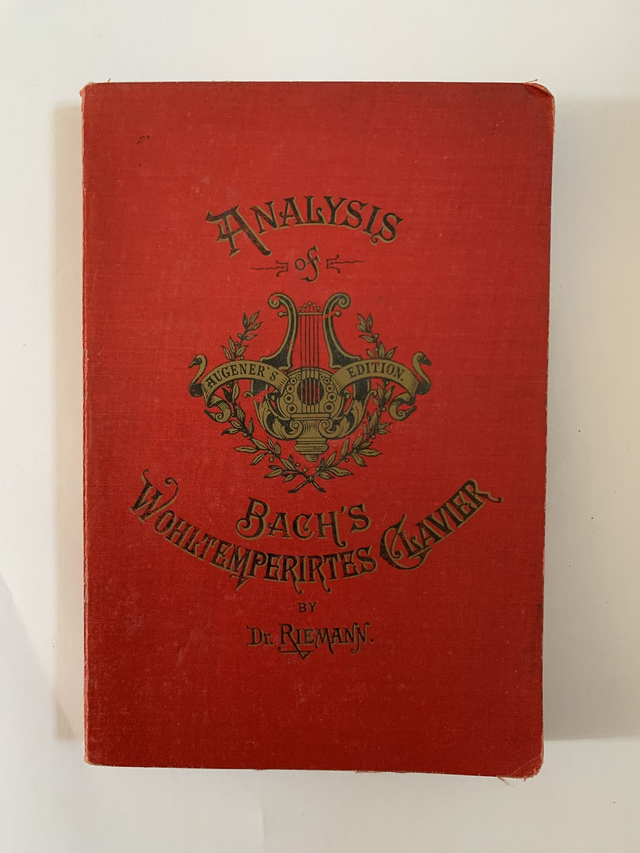 ANALYSIS
of
AUGENER'S EDITION.
BACH'S
WOHLTEMPERIRTES CLAVIER
BY
Dr. RIEMANN.